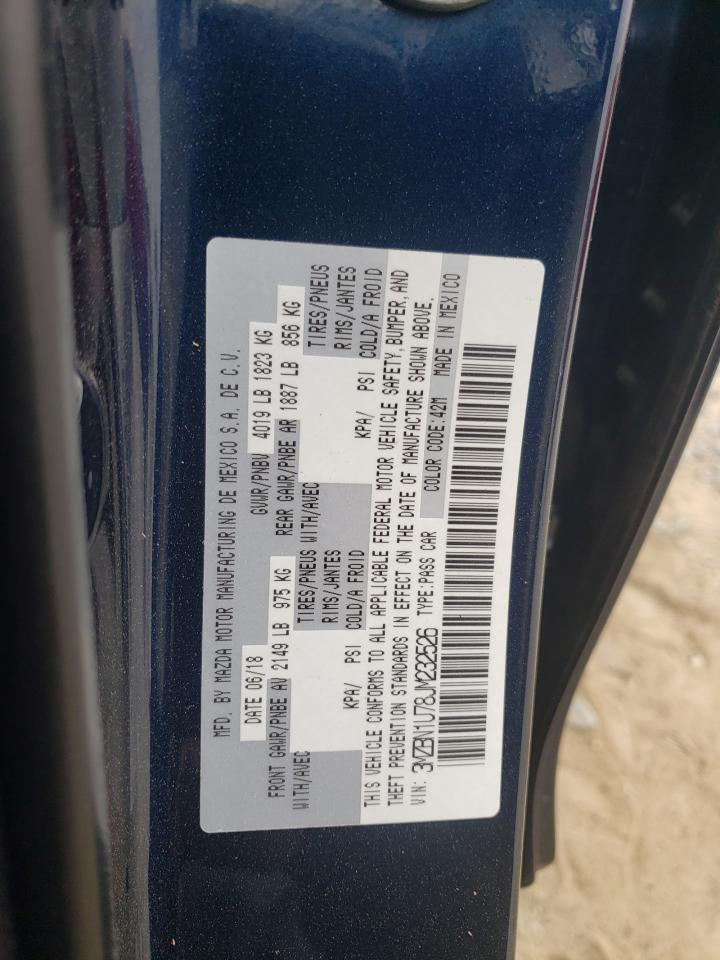 MFD. BY MAZDA MOTOR MANUFACTURING DE MEXICO S.A. DE C.V.
DATE 06/18 GVWR/PNBV 4019 LB 1823 KG
FRONT GAWR/PNBE AV 2149 LB 975 KG REAR GAWR/PNBE AR 1887 LB 856 KG
WITH/AVEC TIRES/PNEUS WITH/AVEC TIRES/PNEUS
RIMS/JANTES RIMS/JANTES
KPA/ PSI COLD/A FROID KPA/ PSI COLD/A FROID
THIS VEHICLE CONFORMS TO ALL APPLICABLE FEDERAL MOTOR VEHICLE SAFETY, BUMPER, AND
THEFT PREVENTION STANDARDS IN EFFECT ON THE DATE OF MANUFACTURE SHOWN ABOVE.
VIN: 3MZBN1U78JM232526 TYPE:PASS CAR COLOR CODE:42M MADE IN MEXICO